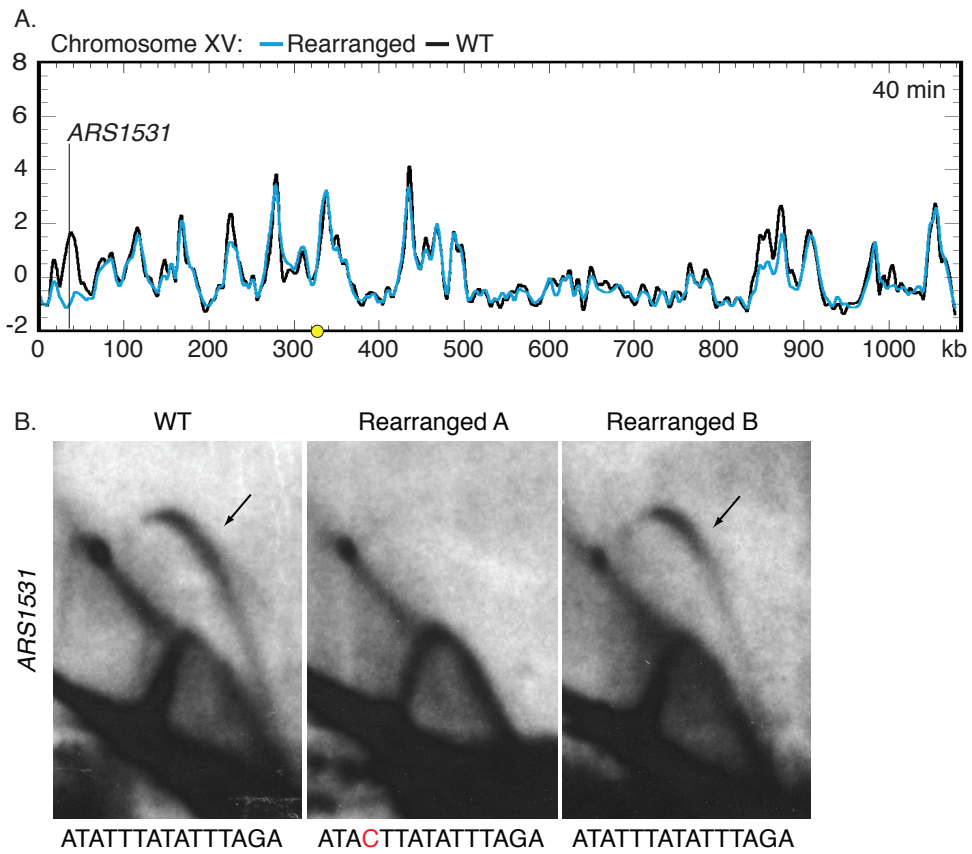 A.
Chromosome XV: Rearranged WT
8
40 min
6
ARS1531
4
2
0
-2
0 100 200 300 400 500 600 700 800 900 1000 kb
B.
WT Rearranged A Rearranged B
ARS1531
ATATTTATATTTAGA ATACTTATATTTAGA ATATTTATATTTAGA